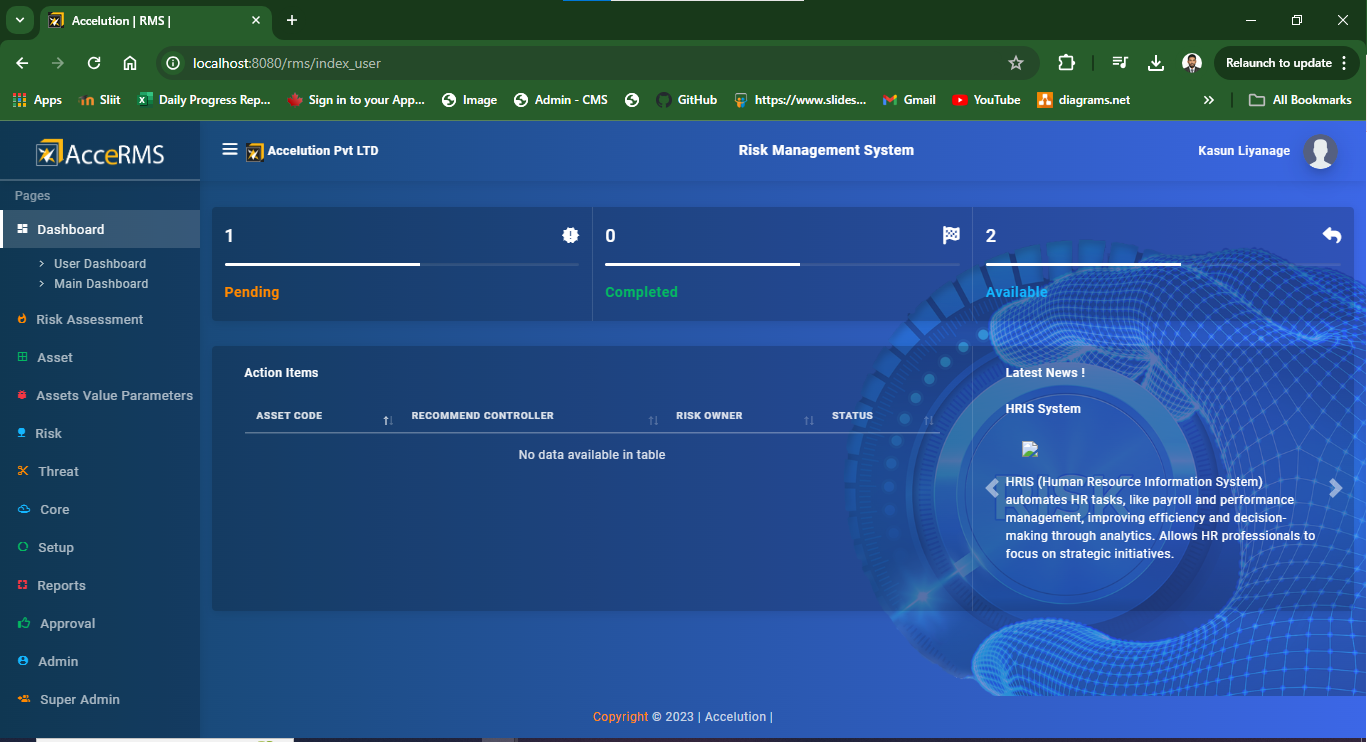 Accelution | RMS |
localhost:8080/rms/index_user
Relaunch to update
Apps
Sliit
Daily Progress Rep...
Sign in to your App...
Image
Admin - CMS
GitHub
https://www.slides...
Gmail
YouTube
diagrams.net
All Bookmarks
AcceRMS
Accelution Pvt LTD
Risk Management System
Kasun Liyanage
Pages
Dashboard
User Dashboard
Main Dashboard
Risk Assessment
Asset
Assets Value Parameters
Risk
Threat
Core
Setup
Reports
Approval
Admin
Super Admin
1
Pending
0
Completed
2
Available
Action Items
ASSET CODE
RECOMMEND CONTROLLER
RISK OWNER
STATUS
No data available in table
Latest News !
HRIS System
RISK
HRIS (Human Resource Information System)
automates HR tasks, like payroll and performance
management, improving efficiency and decision-
making through analytics. Allows HR professionals to
focus on strategic initiatives.
Copyright © 2023 | Accelution |